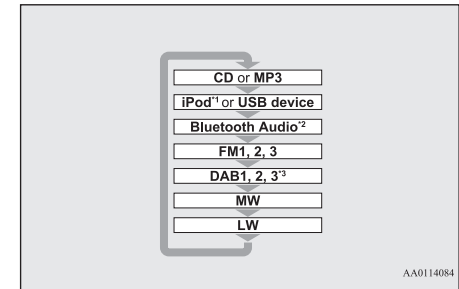 CD or MP3
iPod*1 or USB device
Bluetooth Audio*2
FM1, 2, 3
DAB1, 2, 3*3
MW
LW
AA0114084